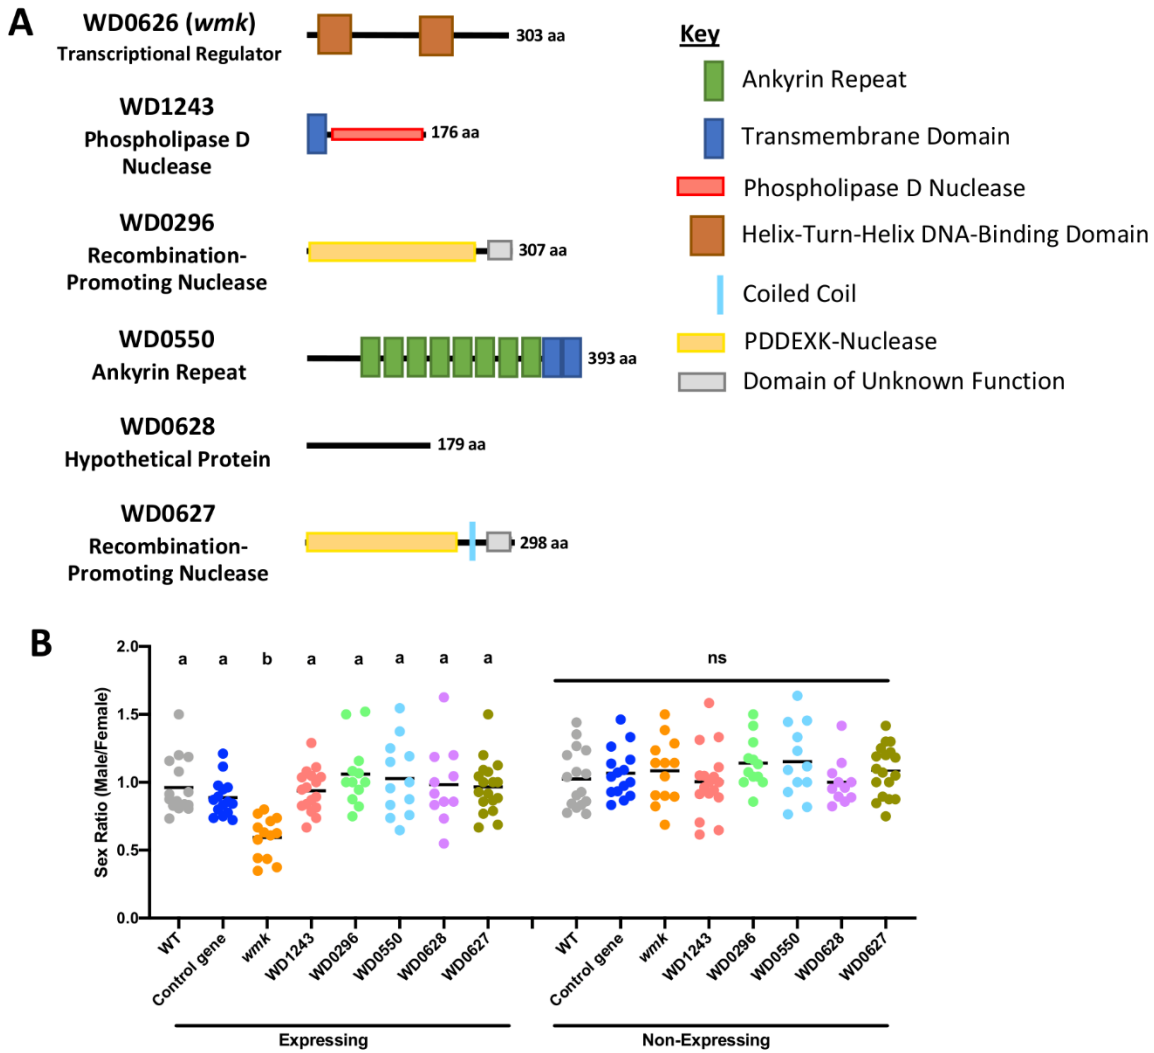 A
WD0626 (wmk)
Transcriptional Regulator
303 aa
WD1243
Phospholipase D
Nuclease
176 aa
WD0296
Recombination-
Promoting Nuclease
307 aa
WD0550
Ankyrin Repeat
393 aa
WD0628
Hypothetical Protein
179 aa
WD0627
Recombination-
Promoting Nuclease
298 aa
Key
Ankyrin Repeat
Transmembrane Domain
Phospholipase D Nuclease
Helix-Turn-Helix DNA-Binding Domain
Coiled Coil
PDDEXK-Nuclease
Domain of Unknown Function
B
Sex Ratio (Male/Female)
2.0
1.5
1.0
0.5
0.0
a a b a a a a a
ns
WT
Control gene
wmk
WD1243
WD0296
WD0550
WD0628
WD0627
WT
Control gene
wmk
WD1243
WD0296
WD0550
WD0628
WD0627
Expressing
Non-Expressing